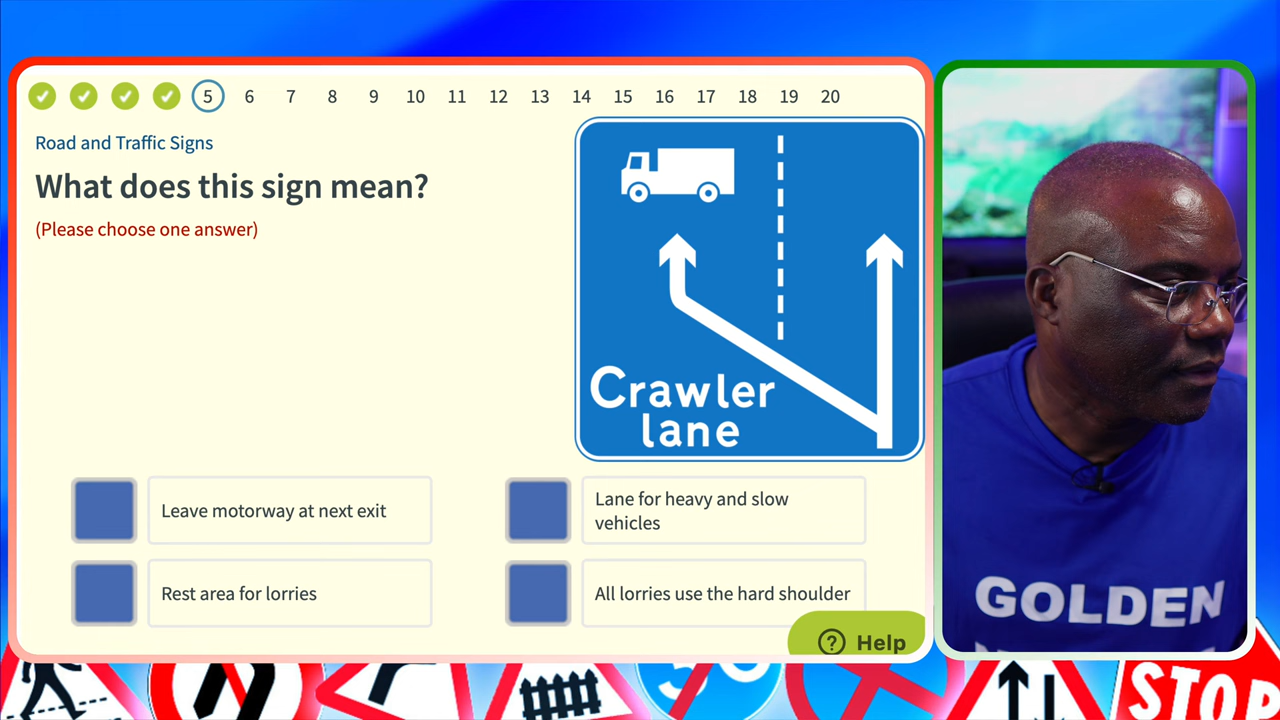 5 6 7 8 9 10 11 12 13 14 15 16 17 18 19 20
Road and Traffic Signs
What does this sign mean?
(Please choose one answer)
Crawler
lane
Leave motorway at next exit
Lane for heavy and slow
vehicles
Rest area for lorries
All lorries use the hard shoulder
? Help
GOLDEN
STOP